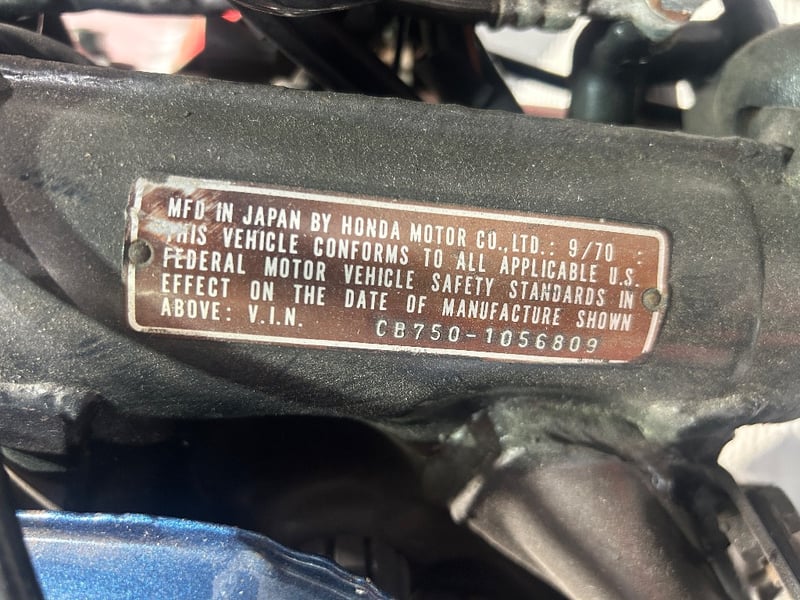 MFD IN JAPAN BY HONDA MOTOR CO.,LTD.: 9/70 :
THIS VEHICLE CONFORMS TO ALL APPLICABLE U.S.
FEDERAL MOTOR VEHICLE SAFETY STANDARDS IN
EFFECT ON THE DATE OF MANUFACTURE SHOWN
ABOVE: V.I.N. CB750-1056809